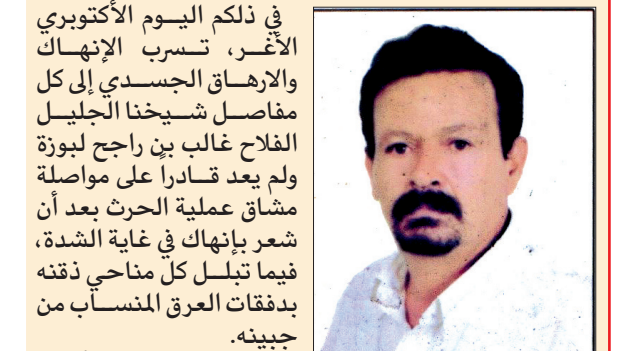 في ذلكم اليوم الأكتوبري
الأغر، تسرب الإنهاك
والارهاق الجسدي إلى كل
مفاصل شيخنا الجليل
الفلاح غالب بن راجح لبوزة
ولم يعد قادراً على مواصلة
مشاق عملية الحرث بعد أن
شعر بإنهاك في غاية الشدة،
فيما تبلل كل مناحي ذقنه
بدفقات العرق المنساب من
جبينه.